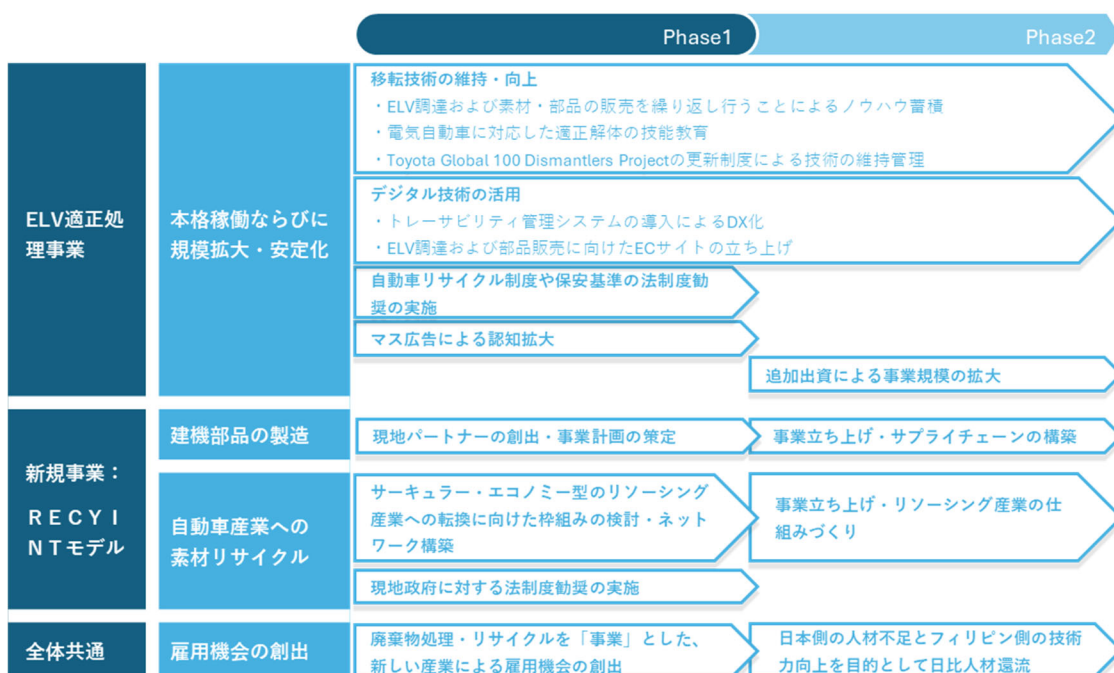 Phase1
Phase2
ELV適正処
理事業
本格稼働ならびに
規模拡大・安定化
移転技術の維持・向上
・ELV調達および素材・部品の販売を繰り返し行うことによるノウハウ蓄積
・電気自動車に対応した適正解体の技能教育
・Toyota Global 100 Dismantlers Projectの更新制度による技術の維持管理
デジタル技術の活用
・トレーサビリティ管理システムの導入によるDX化
・ELV調達および部品販売に向けたECサイトの立ち上げ
自動車リサイクル制度や保安基準の法制度勧
奨の実施
マス広告による認知拡大
追加出資による事業規模の拡大
新規事業：
ＲＥＣＹＩ
ＮＴモデル
建機部品の製造
現地パートナーの創出・事業計画の策定
事業立ち上げ・サプライチェーンの構築
自動車産業への
素材リサイクル
サーキュラー・エコノミー型のリソーシング
産業への転換に向けた枠組みの検討・ネット
ワーク構築
事業立ち上げ・リソーシング産業の仕
組みづくり
現地政府に対する法制度勧奨の実施
全体共通
雇用機会の創出
廃棄物処理・リサイクルを「事業」とした、
新しい産業による雇用機会の創出
日本側の人材不足とフィリピン側の技術
力向上を目的として日比人材還流